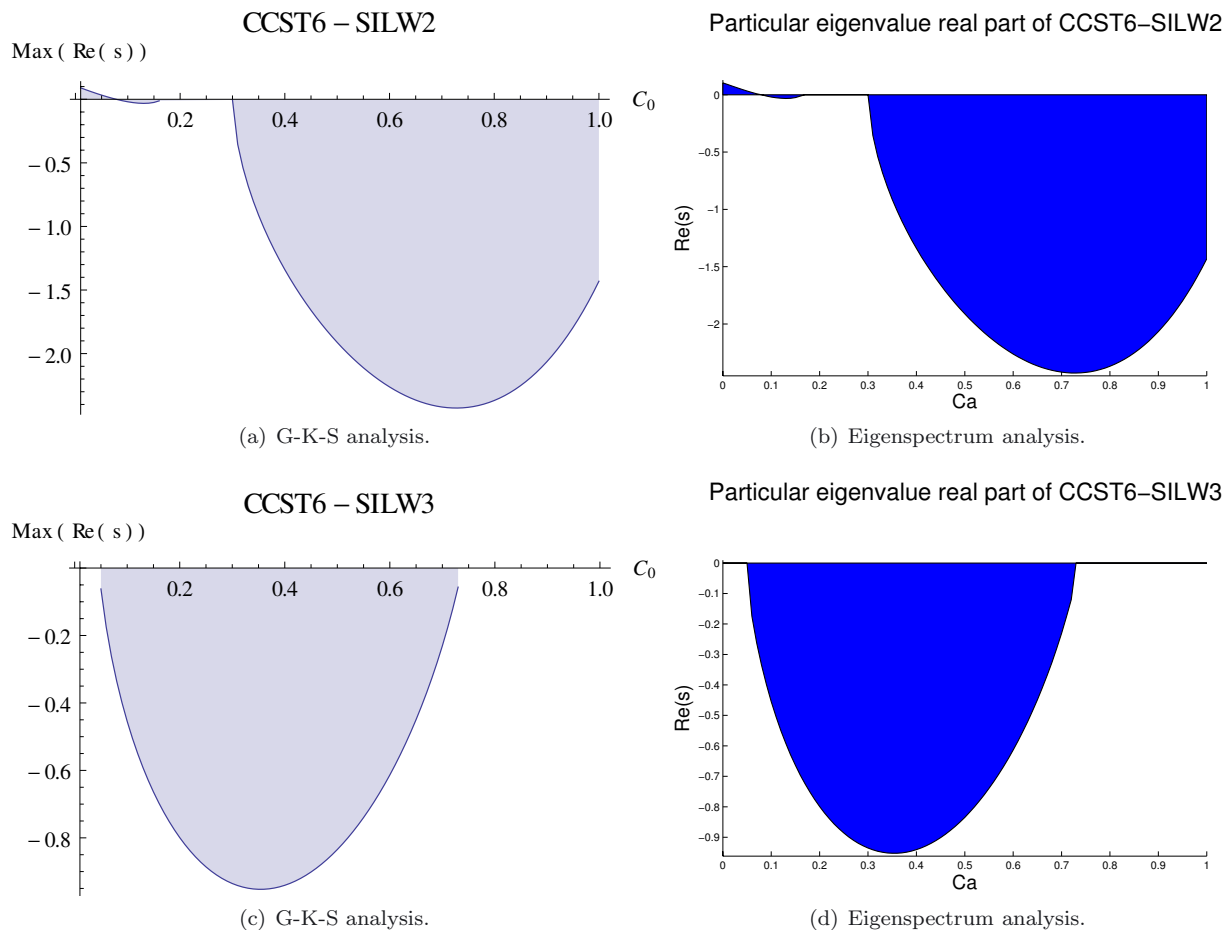 CCST6 – SILW2
Max ( Re( s ) )
C0
0.2 0.4 0.6 0.8 1.0
– 0.5
– 1.0
– 1.5
– 2.0
(a) G-K-S analysis.
Particular eigenvalue real part of CCST6–SILW2
0
–0.5
–1
–1.5
–2
Re(s)
0 0.1 0.2 0.3 0.4 0.5 0.6 0.7 0.8 0.9 1
Ca
(b) Eigenspectrum analysis.
CCST6 – SILW3
Max ( Re( s ) )
C0
0.2 0.4 0.6 0.8 1.0
– 0.2
– 0.4
– 0.6
– 0.8
(c) G-K-S analysis.
Particular eigenvalue real part of CCST6–SILW3
0
–0.1
–0.2
–0.3
–0.4
–0.5
–0.6
–0.7
–0.8
–0.9
Re(s)
0 0.1 0.2 0.3 0.4 0.5 0.6 0.7 0.8 0.9 1
Ca
(d) Eigenspectrum analysis.